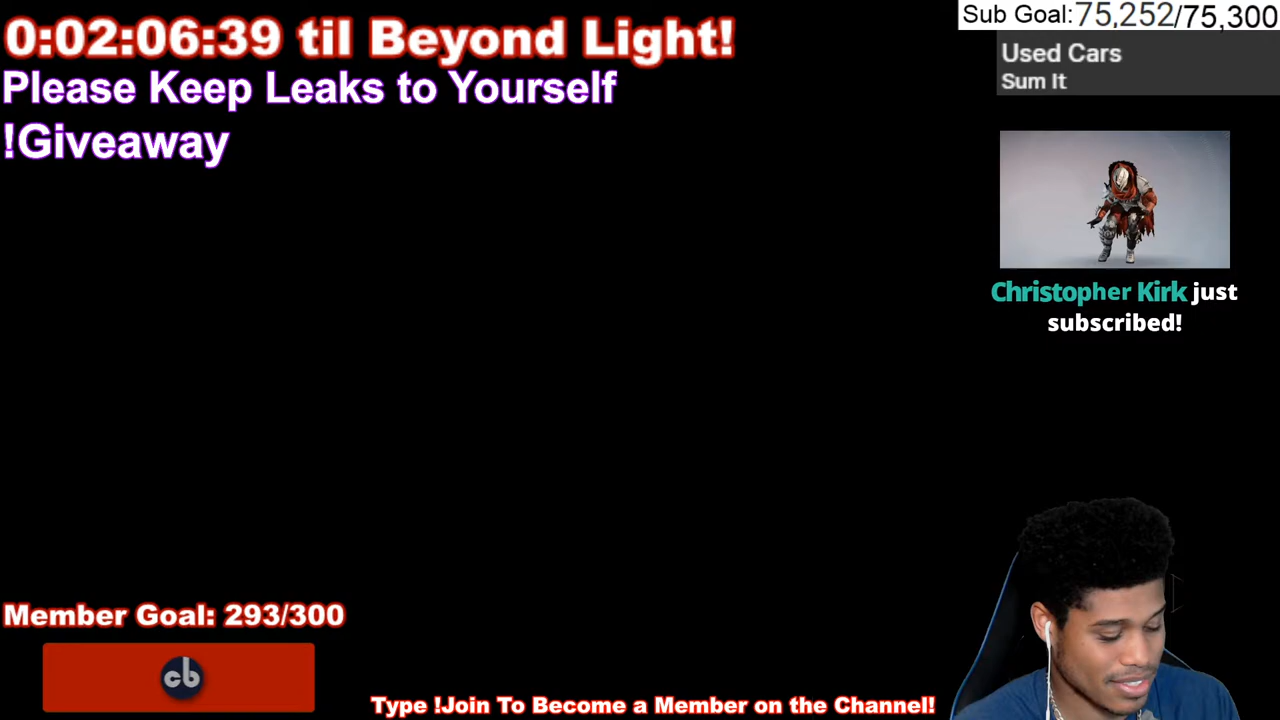 0:02:06:39 til Beyond Light!
Please Keep Leaks to Yourself
!Giveaway
Sub Goal:75,252/75,300
Used Cars
Sum It
Christopher Kirk just
subscribed!
Member Goal: 293/300
cb
Type !Join To Become a Member on the Channel!